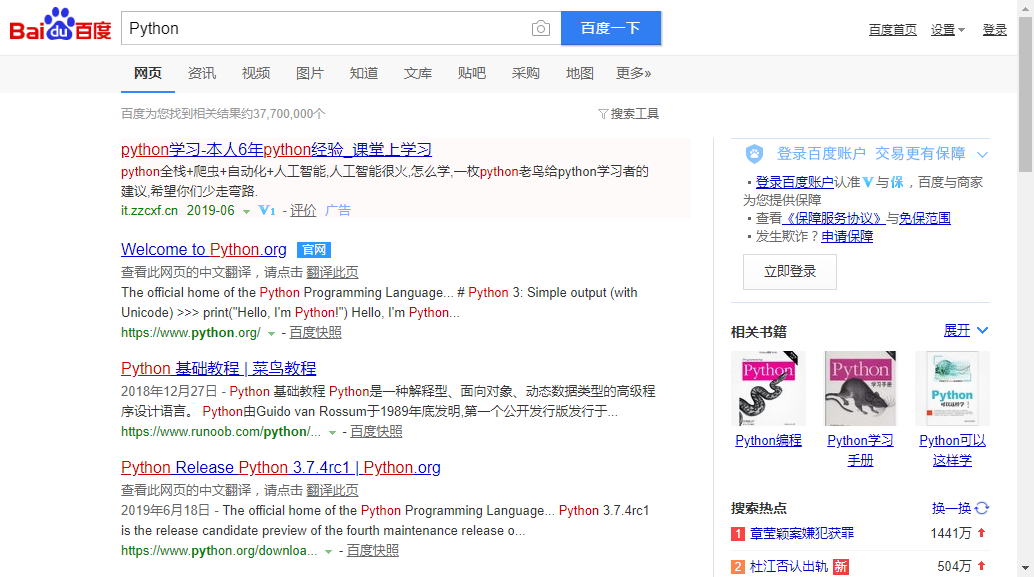 Baidu百度
Python
百度一下
百度首页 设置 登录
网页 资讯 视频 图片 知道 文库 贴吧 采购 地图 更多»
百度为您找到相关结果约37,700,000个
搜索工具
python学习-本人6年python经验_课堂上学习
python全栈+爬虫+自动化+人工智能,人工智能很火,怎么学,一枚python老鸟给python学习者的
建议,希望你们少走弯路.
it.zzcxf.cn 2019-06 V1 - 评价 广告
Welcome to Python.org 官网
查看此网页的中文翻译，请点击 翻译此页
The official home of the Python Programming Language... # Python 3: Simple output (with
Unicode) >>> print("Hello, I'm Python!") Hello, I'm Python...
https://www.python.org/ - 百度快照
Python 基础教程 | 菜鸟教程
2018年12月27日 - Python 基础教程 Python是一种解释型、面向对象、动态数据类型的高级程
序设计语言。 Python由Guido van Rossum于1989年底发明,第一个公开发行版发行于...
https://www.runoob.com/python/... - 百度快照
Python Release Python 3.7.4rc1 | Python.org
查看此网页的中文翻译，请点击 翻译此页
2019年6月18日 - The official home of the Python Programming Language... Python 3.7.4rc1
is the release candidate preview of the fourth maintenance release o...
https://www.python.org/downloa... - 百度快照
登录百度账户 交易更有保障
·登录百度账户认准V与保，百度与商家
为您提供保障
·查看《保障服务协议》与免保范围
·发生欺诈？申请保障
立即登录
相关书籍 展开
Python
Python
学习手册
Python
可以这样学
Python编程
Python学习
手册
Python可以
这样学
搜索热点 换一换
1 章莹颖案嫌犯获罪 1441万
2 杜江否认出轨 新 504万